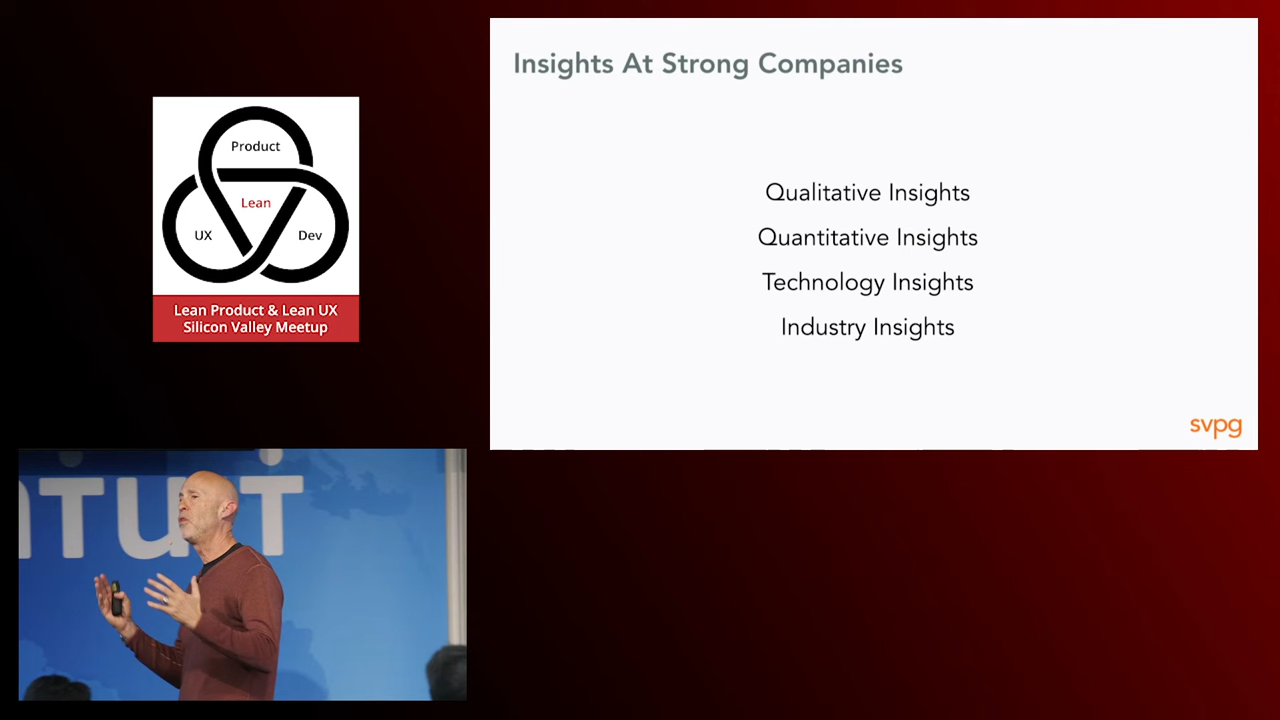 Insights At Strong Companies
Qualitative Insights
Quantitative Insights
Technology Insights
Industry Insights
svpg
Product
Lean
UX
Dev
Lean Product & Lean UX
Silicon Valley Meetup